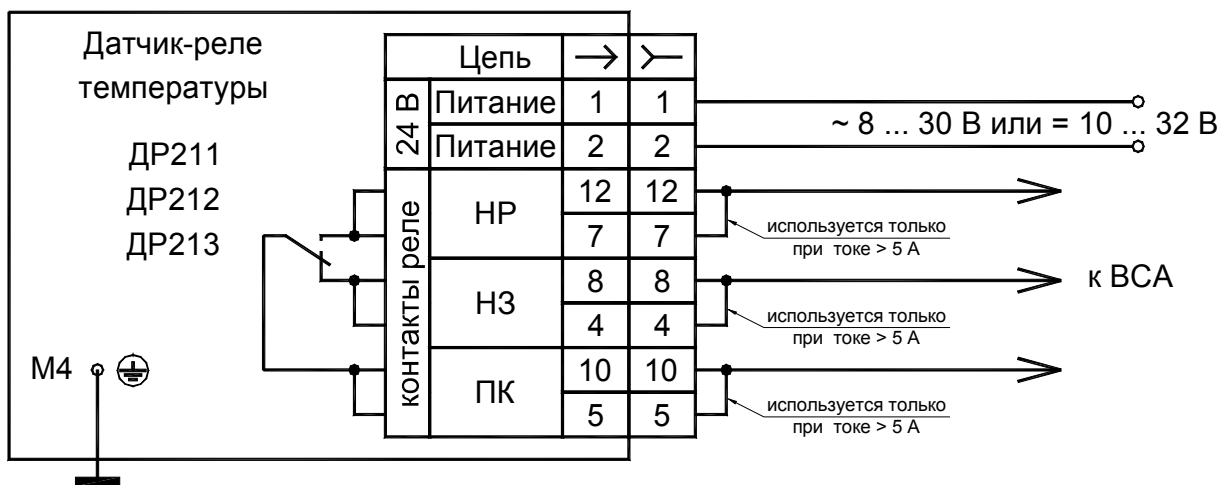 Датчик-реле
температуры
ДР211
ДР212
ДР213
М4
Цепь
24 В
Питание 1 1
Питание 2 2
~ 8 ... 30 В или = 10 ... 32 В
контакты реле
НР
12 12
7 7
используется только
при токе > 5 А
НЗ
8 8
4 4
используется только
при токе > 5 А
к ВСА
ПК
10 10
5 5
используется только
при токе > 5 А